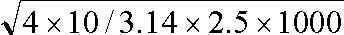 √4 × 10 / 3.14 × 2.5 × 1000